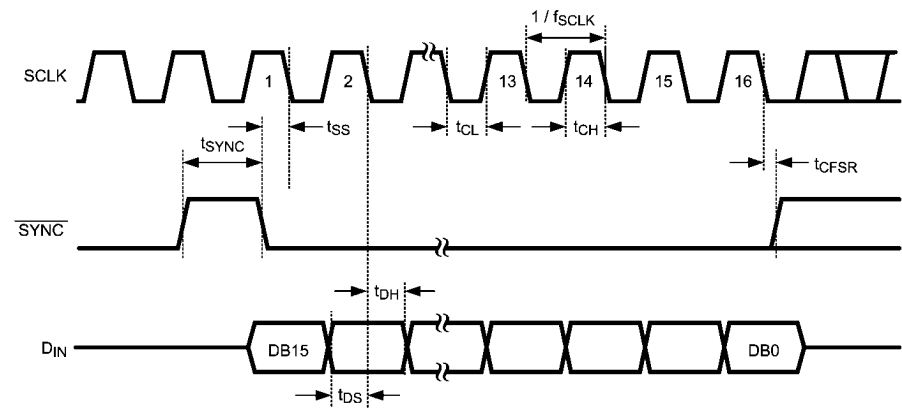 1 / fSCLK
SCLK
1
2
13
14
15
16
tSS
tCL
tCH
tSYNC
tCFSR
SYNC
tDH
DIN
DB15
DB0
tDS